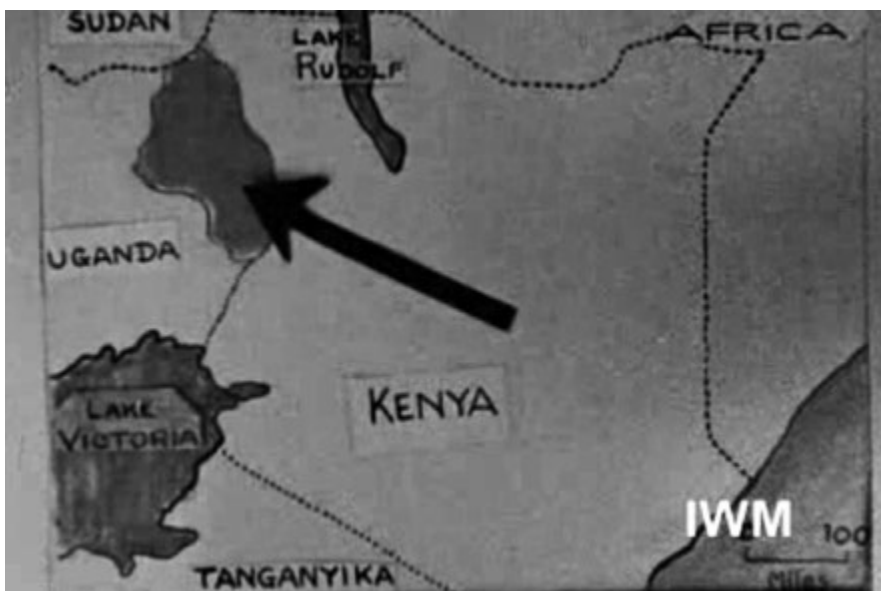 SUDAN
LAKE
RUDOLF
AFRICA
UGANDA
LAKE
VICTORIA
KENYA
TANGANYIKA
IWM
100
Miles